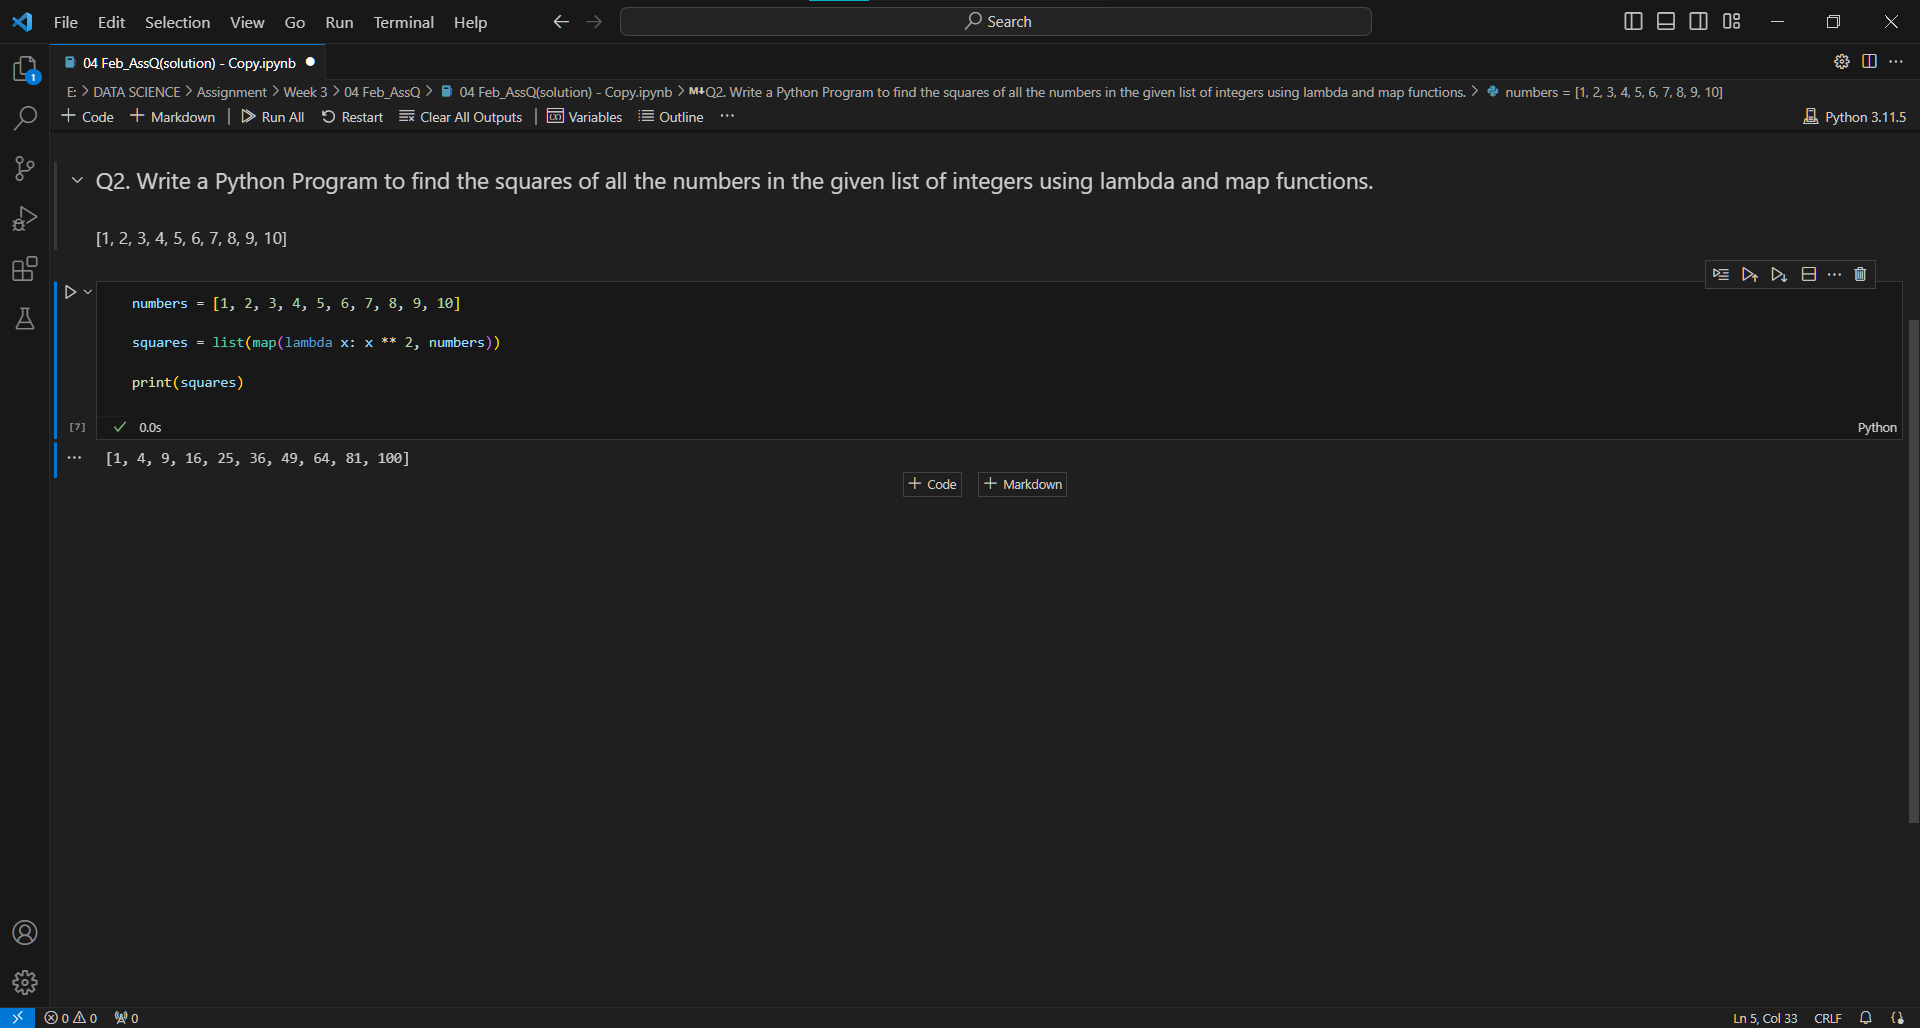 File Edit Selection View Go Run Terminal Help Search
04 Feb_AssQ(solution) - Copy.ipynb
1
E: > DATA SCIENCE > Assignment > Week 3 > 04 Feb_AssQ > 04 Feb_AssQ(solution) - Copy.ipynb > M↓Q2. Write a Python Program to find the squares of all the numbers in the given list of integers using lambda and map functions. > numbers = [1, 2, 3, 4, 5, 6, 7, 8, 9, 10]
+ Code + Markdown | Run All Restart Clear All Outputs | Variables Outline ··· Python 3.11.5
Q2. Write a Python Program to find the squares of all the numbers in the given list of integers using lambda and map functions.
[1, 2, 3, 4, 5, 6, 7, 8, 9, 10]
numbers = [1, 2, 3, 4, 5, 6, 7, 8, 9, 10]
squares = list(map(lambda x: x ** 2, numbers))
print(squares)
[7] 0.0s Python
··· [1, 4, 9, 16, 25, 36, 49, 64, 81, 100]
+ Code + Markdown
0 0 0 Ln 5, Col 33 CRLF